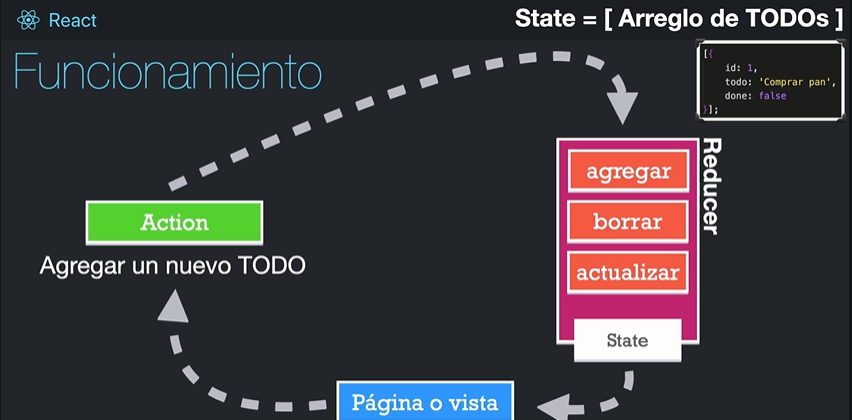 React
State = [ Arreglo de TODOs ]
Funcionamiento
[{
id: 1,
todo: 'Comprar pan',
done: false
}];
Reducer
agregar
borrar
actualizar
State
Action
Agregar un nuevo TODO
Página o vista